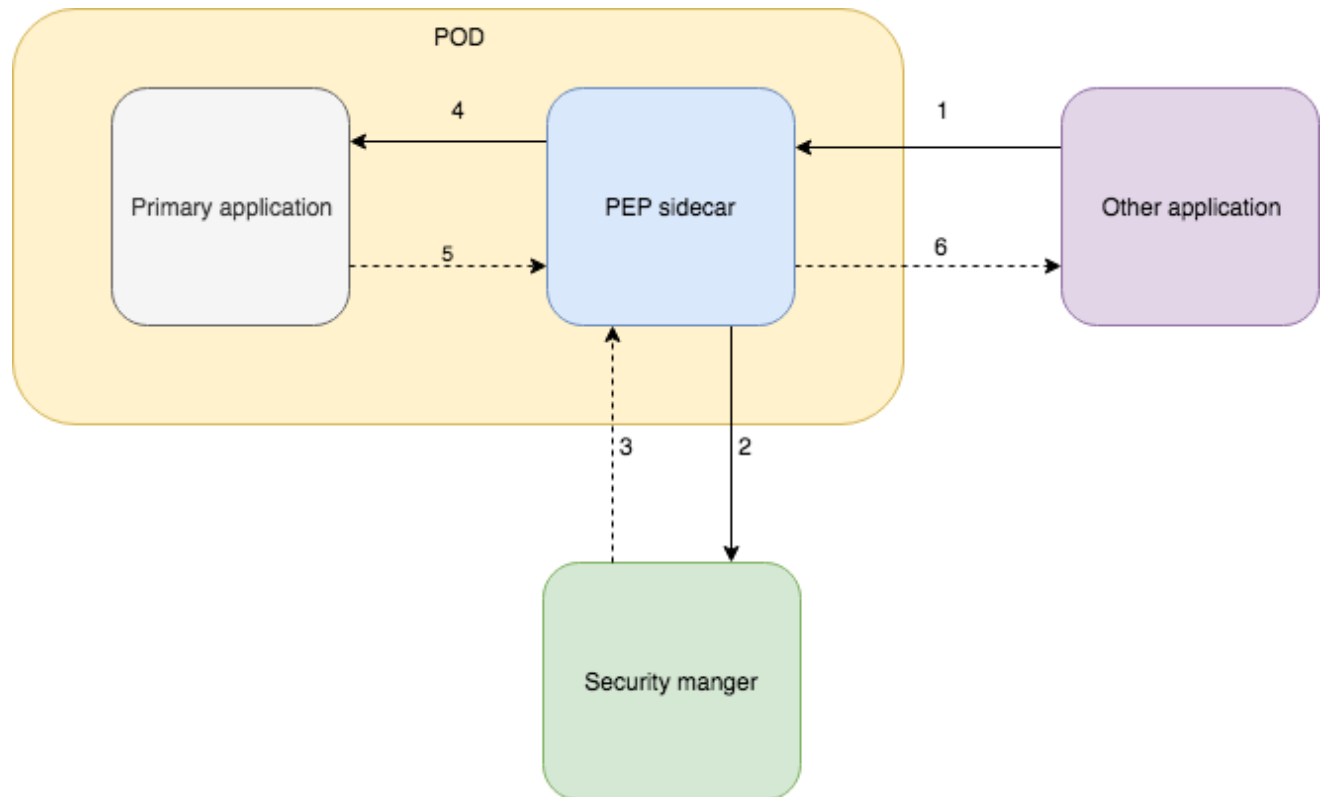 POD
4
1
Primary application
PEP sidecar
Other application
5
6
3
2
Security manger